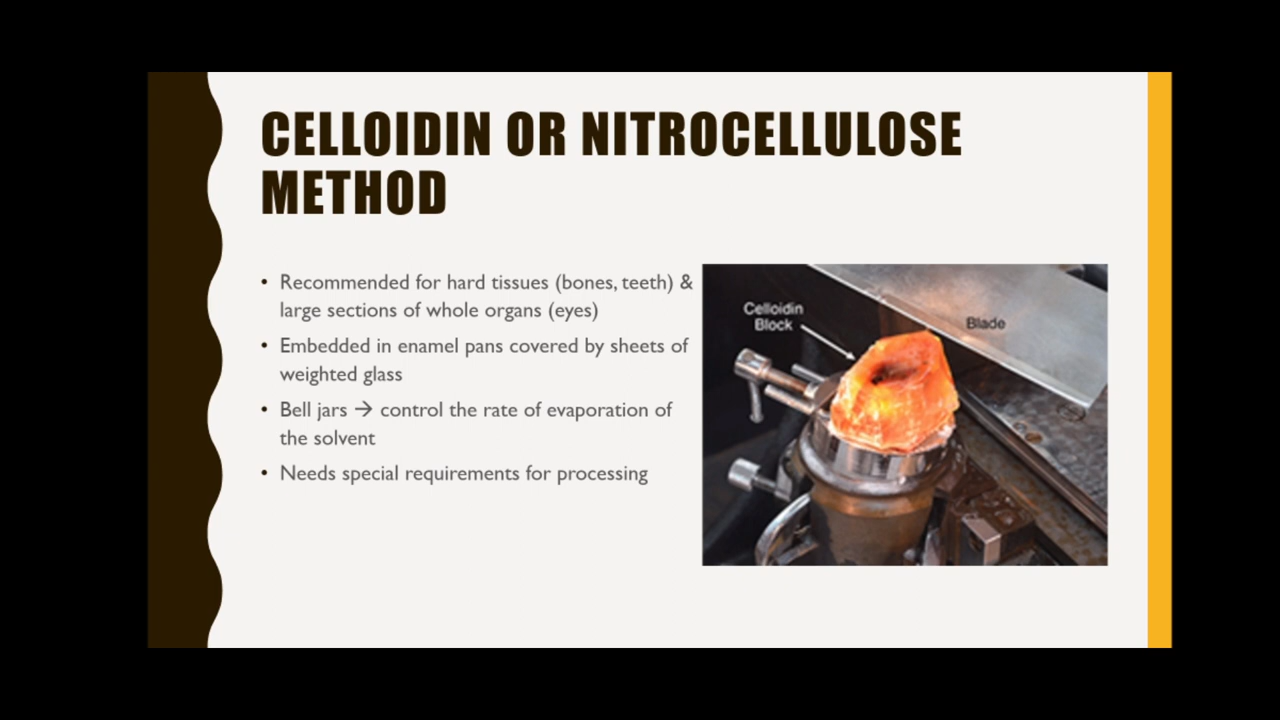 CELLOIDIN OR NITROCELLULOSE
METHOD
• Recommended for hard tissues (bones, teeth) &
large sections of whole organs (eyes)
• Embedded in enamel pans covered by sheets of
weighted glass
• Bell jars → control the rate of evaporation of
the solvent
• Needs special requirements for processing
Celloidin
Block
Blade